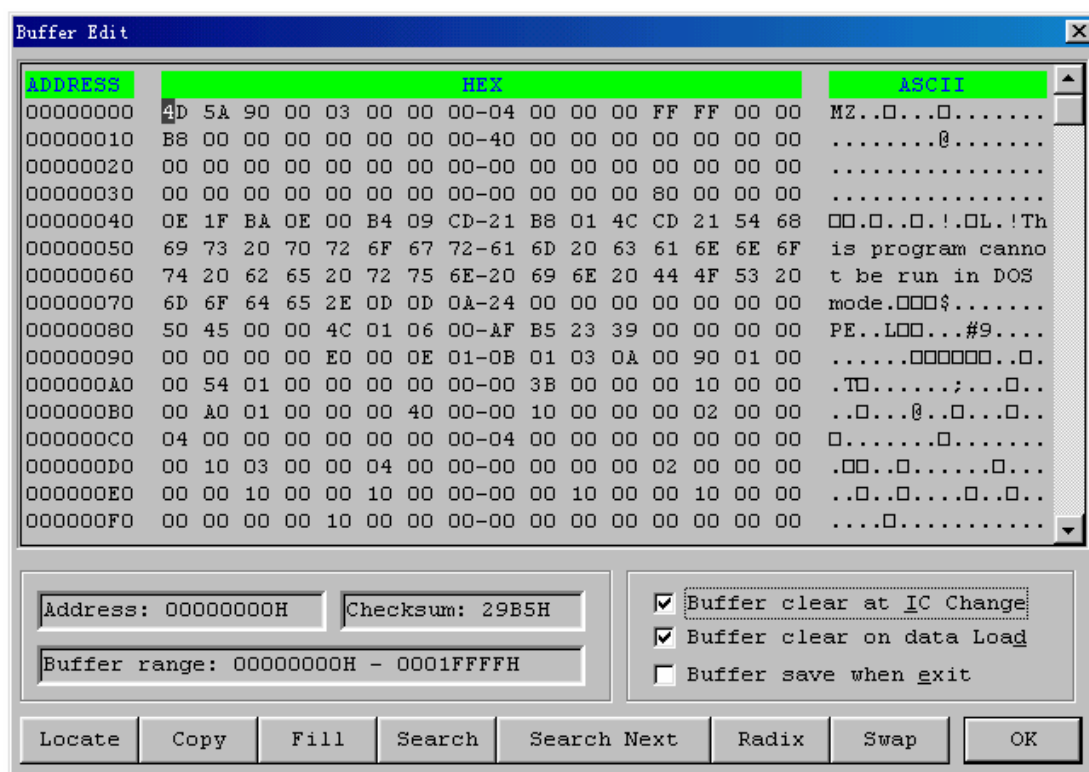 Buffer Edit
ADDRESS HEX ASCII
00000000 4D 5A 90 00 03 00 00 00-04 00 00 00 FF FF 00 00 MZ..□...□.......
00000010 B8 00 00 00 00 00 00 00-40 00 00 00 00 00 00 00 ........@.......
00000020 00 00 00 00 00 00 00 00-00 00 00 00 00 00 00 00 ................
00000030 00 00 00 00 00 00 00 00-00 00 00 00 80 00 00 00 ................
00000040 0E 1F BA 0E 00 B4 09 CD-21 B8 01 4C CD 21 54 68 □□.□..□.!.□L.!Th
00000050 69 73 20 70 72 6F 67 72-61 6D 20 63 61 6E 6E 6F is program canno
00000060 74 20 62 65 20 72 75 6E-20 69 6E 20 44 4F 53 20 t be run in DOS
00000070 6D 6F 64 65 2E 0D 0D 0A-24 00 00 00 00 00 00 00 mode.□□□$.......
00000080 50 45 00 00 4C 01 06 00-AF B5 23 39 00 00 00 00 PE..L□□...#9....
00000090 00 00 00 00 E0 00 0E 01-0B 01 03 0A 00 90 01 00 ......□□□□□□..□.
000000A0 00 54 01 00 00 00 00 00-00 3B 00 00 00 10 00 00 .T□......;...□..
000000B0 00 A0 01 00 00 00 40 00-00 10 00 00 00 02 00 00 ..□...@..□...□..
000000C0 04 00 00 00 00 00 00 00-04 00 00 00 00 00 00 00 □.......□.......
000000D0 00 10 03 00 00 04 00 00-00 00 00 00 02 00 00 00 .□□..□......□...
000000E0 00 00 10 00 00 10 00 00-00 00 10 00 00 10 00 00 ..□..□....□..□..
000000F0 00 00 00 00 10 00 00 00-00 00 00 00 00 00 00 00 ....□...........
Address: 00000000H Checksum: 29B5H
Buffer range: 00000000H - 0001FFFFH
Buffer clear at IC Change
Buffer clear on data Load
Buffer save when exit
Locate Copy Fill Search Search Next Radix Swap OK